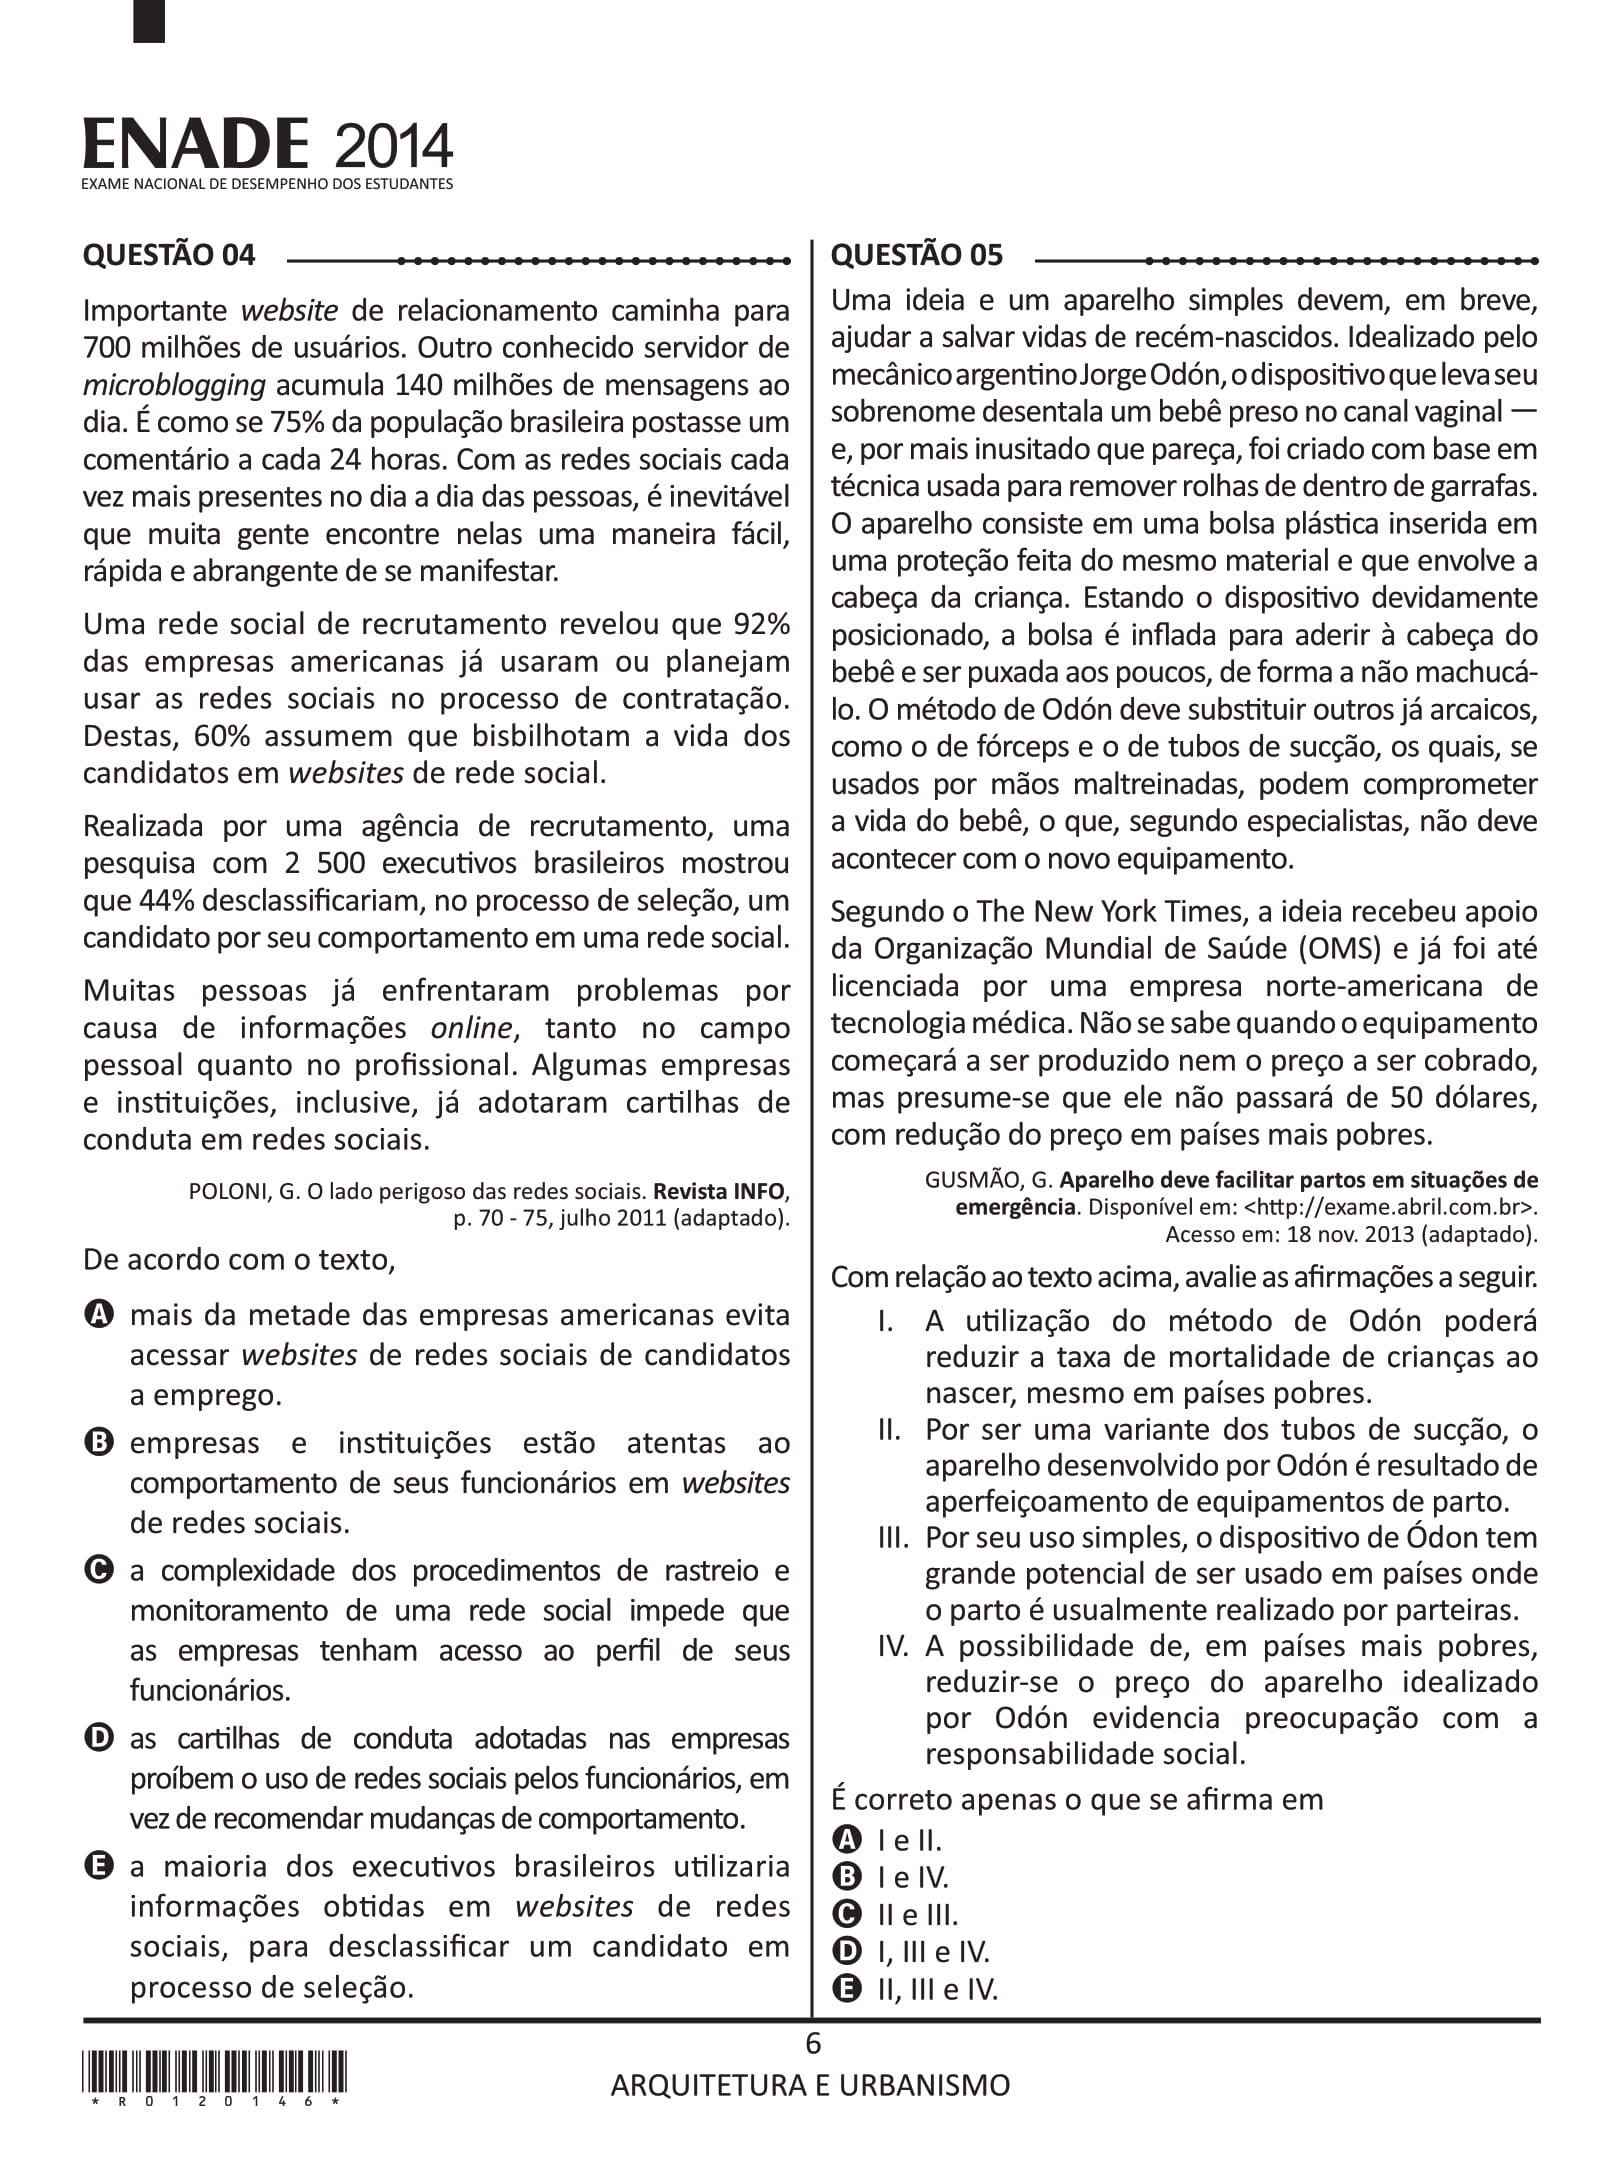 ENADE 2014
EXAME NACIONAL DE DESEMPENHO DOS ESTUDANTES
QUESTÃO 04
Importante website de relacionamento caminha para
700 milhões de usuários. Outro conhecido servidor de
microblogging acumula 140 milhões de mensagens ao
dia. É como se 75% da população brasileira postasse um
comentário a cada 24 horas. Com as redes sociais cada
vez mais presentes no dia a dia das pessoas, é inevitável
que muita gente encontre nelas uma maneira fácil,
rápida e abrangente de se manifestar.
Uma rede social de recrutamento revelou que 92%
das empresas americanas já usaram ou planejam
usar as redes sociais no processo de contratação.
Destas, 60% assumem que bisbilhotam a vida dos
candidatos em websites de rede social.
Realizada por uma agência de recrutamento, uma
pesquisa com 2 500 executivos brasileiros mostrou
que 44% desclassificariam, no processo de seleção, um
candidato por seu comportamento em uma rede social.
Muitas pessoas já enfrentaram problemas por
causa de informações online, tanto no campo
pessoal quanto no profissional. Algumas empresas
e instituições, inclusive, já adotaram cartilhas de
conduta em redes sociais.
POLONI, G. O lado perigoso das redes sociais. Revista INFO,
p. 70 - 75, julho 2011 (adaptado).
De acordo com o texto,
A mais da metade das empresas americanas evita
acessar websites de redes sociais de candidatos
a emprego.
B empresas e instituições estão atentas ao
comportamento de seus funcionários em websites
de redes sociais.
C a complexidade dos procedimentos de rastreio e
monitoramento de uma rede social impede que
as empresas tenham acesso ao perfil de seus
funcionários.
D as cartilhas de conduta adotadas nas empresas
proíbem o uso de redes sociais pelos funcionários, em
vez de recomendar mudanças de comportamento.
E a maioria dos executivos brasileiros utilizaria
informações obtidas em websites de redes
sociais, para desclassificar um candidato em
processo de seleção.
QUESTÃO 05
Uma ideia e um aparelho simples devem, em breve,
ajudar a salvar vidas de recém-nascidos. Idealizado pelo
mecânico argentino Jorge Odón, o dispositivo que leva seu
sobrenome desentala um bebê preso no canal vaginal —
e, por mais inusitado que pareça, foi criado com base em
técnica usada para remover rolhas de dentro de garrafas.
O aparelho consiste em uma bolsa plástica inserida em
uma proteção feita do mesmo material e que envolve a
cabeça da criança. Estando o dispositivo devidamente
posicionado, a bolsa é inflada para aderir à cabeça do
bebê e ser puxada aos poucos, de forma a não machucá-
lo. O método de Odón deve substituir outros já arcaicos,
como o de fórceps e o de tubos de sucção, os quais, se
usados por mãos maltreinadas, podem comprometer
a vida do bebê, o que, segundo especialistas, não deve
acontecer com o novo equipamento.
Segundo o The New York Times, a ideia recebeu apoio
da Organização Mundial de Saúde (OMS) e já foi até
licenciada por uma empresa norte-americana de
tecnologia médica. Não se sabe quando o equipamento
começará a ser produzido nem o preço a ser cobrado,
mas presume-se que ele não passará de 50 dólares,
com redução do preço em países mais pobres.
GUSMÃO, G. Aparelho deve facilitar partos em situações de
emergência. Disponível em: <http://exame.abril.com.br>.
Acesso em: 18 nov. 2013 (adaptado).
Com relação ao texto acima, avalie as afirmações a seguir.
I. A utilização do método de Odón poderá
reduzir a taxa de mortalidade de crianças ao
nascer, mesmo em países pobres.
II. Por ser uma variante dos tubos de sucção, o
aparelho desenvolvido por Odón é resultado de
aperfeiçoamento de equipamentos de parto.
III. Por seu uso simples, o dispositivo de Ódon tem
grande potencial de ser usado em países onde
o parto é usualmente realizado por parteiras.
IV. A possibilidade de, em países mais pobres,
reduzir-se o preço do aparelho idealizado
por Odón evidencia preocupação com a
responsabilidade social.
É correto apenas o que se afirma em
A I e II.
B I e IV.
C II e III.
D I, III e IV.
E II, III e IV.
6
ARQUITETURA E URBANISMO
*R0120146*